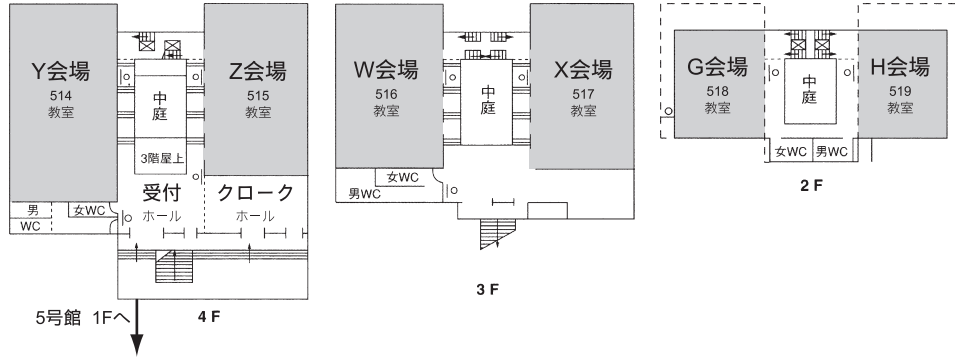 Y会場
514
教室
中庭
3階屋上
Z会場
515
教室
受付
ホール
クローク
ホール
男
WC
女WC
5号館 1Fへ
4F
W会場
516
教室
中庭
X会場
517
教室
女WC
男WC
3F
G会場
518
教室
中庭
H会場
519
教室
女WC
男WC
2F